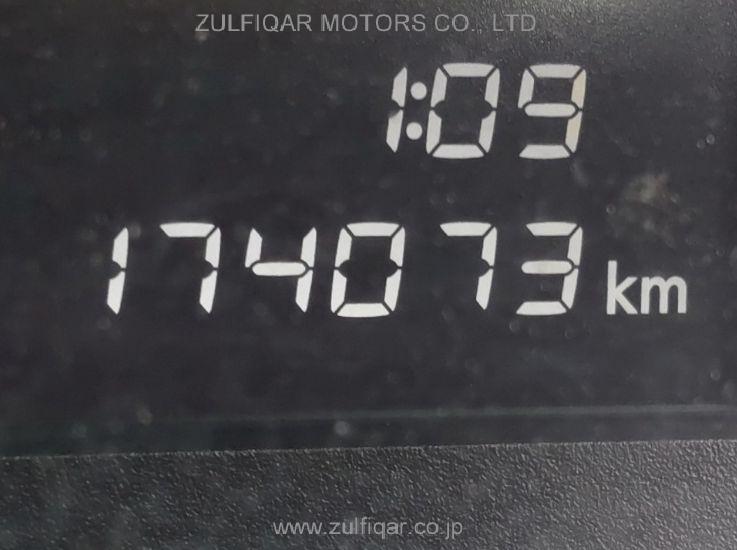 ZULFIQAR MOTORS CO., LTD
1:09
174073 km
www.zulfiqar.co.jp